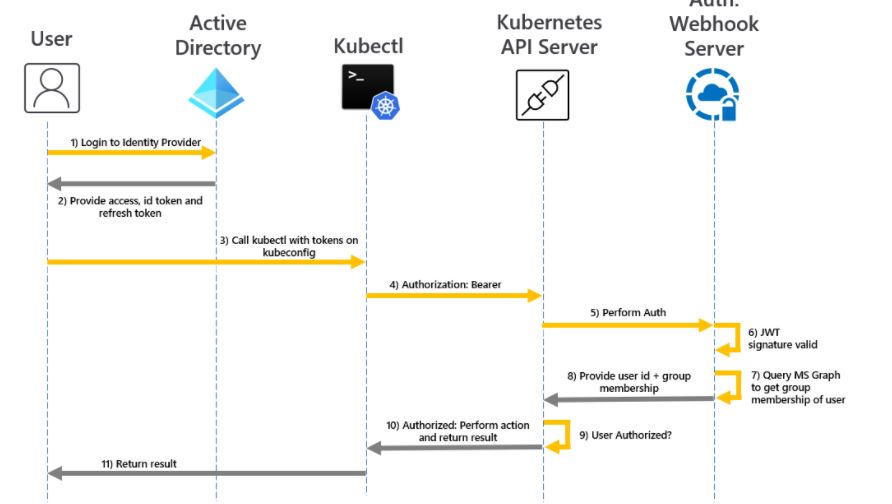 User
Active
Directory
Kubectl
Kubernetes
API Server
Auth.
Webhook
Server
>_
1) Login to Identity Provider
2) Provide access, id token and
refresh token
3) Call kubectl with tokens on
kubeconfig
4) Authorization: Bearer
5) Perform Auth
6) JWT
signature valid
7) Query MS Graph
to get group
membership of user
8) Provide user id + group
membership
9) User Authorized?
10) Authorized: Perform action
and return result
11) Return result